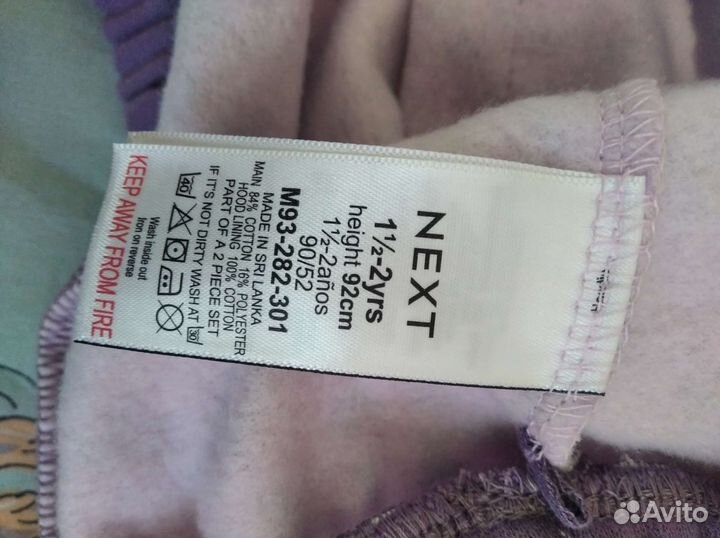 NEXT
1½-2yrs
height 92cm
1½-2años
90/52
M93-282-301
MADE IN SRI LANKA
MAIN 84% COTTON 16% POLYESTER
HOOD LINING 100% COTTON
PART OF A 2 PIECE SET
IF IT'S NOT DIRTY WASH AT 30
40
Wash inside out
Iron on reverse
KEEP AWAY FROM FIRE
Avito